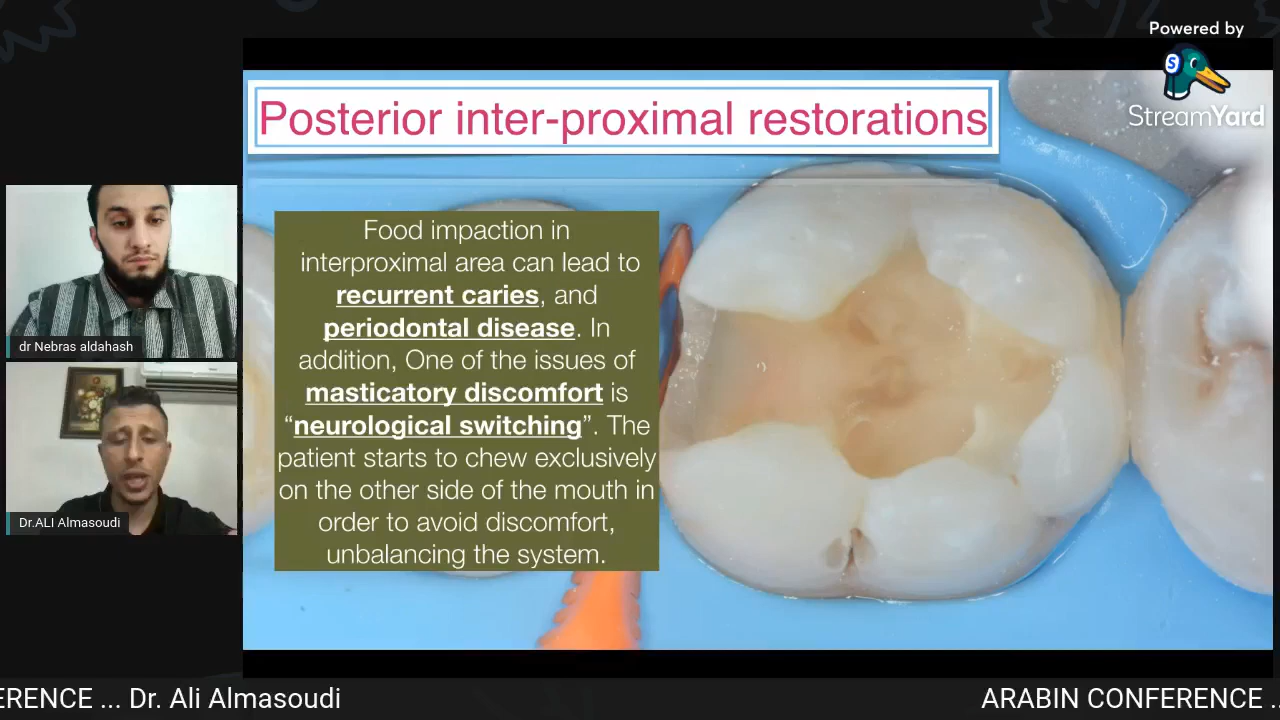 Powered by
StreamYard
Posterior inter-proximal restorations
Food impaction in
interproximal area can lead to
recurrent caries, and
periodontal disease. In
addition, One of the issues of
masticatory discomfort is
“neurological switching”. The
patient starts to chew exclusively
on the other side of the mouth in
order to avoid discomfort,
unbalancing the system.
dr Nebras aldahash
Dr.ALI Almasoudi
ERENCE ... Dr. Ali Almasoudi
ARABIN CONFERENCE ..